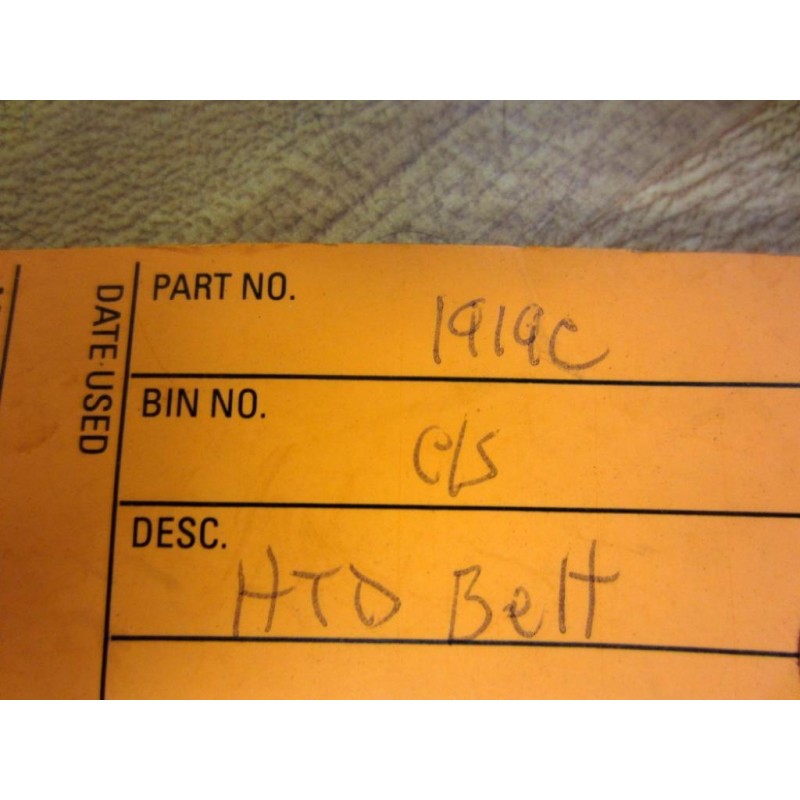 DATE USED
PART NO. 1919C
BIN NO. C/S
DESC. HTD Belt